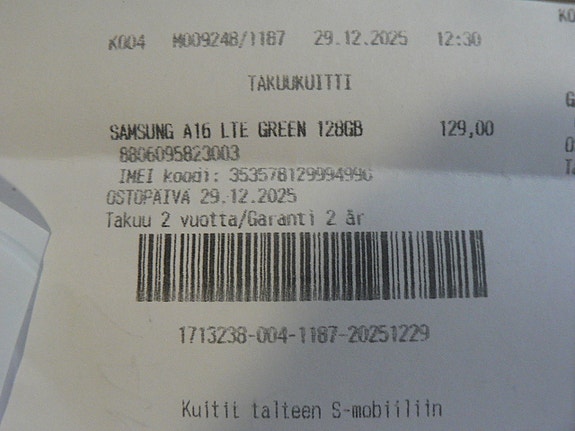 K004 M009248/1187 29.12.2025 12:30
TAKUUKUITTI
SAMSUNG A16 LTE GREEN 128GB 129,00
8806095823003
IMEI koodi: 353578129994996
OSTOPÄIVÄ 29.12.2025
Takuu 2 vuotta/Garanti 2 år
1713238-004-1187-20251229
Kuitit talteen S-mobiiliin